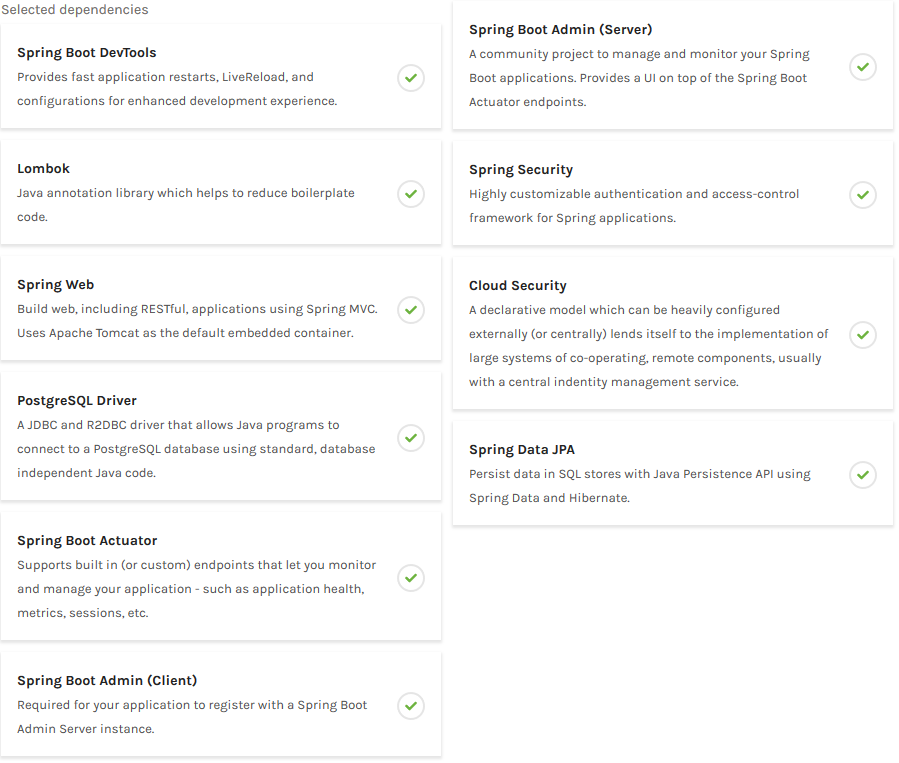 Selected dependencies
Spring Boot DevTools
Provides fast application restarts, LiveReload, and
configurations for enhanced development experience.
Lombok
Java annotation library which helps to reduce boilerplate
code.
Spring Web
Build web, including RESTful, applications using Spring MVC.
Uses Apache Tomcat as the default embedded container.
PostgreSQL Driver
A JDBC and R2DBC driver that allows Java programs to
connect to a PostgreSQL database using standard, database
independent Java code.
Spring Boot Actuator
Supports built in (or custom) endpoints that let you monitor
and manage your application - such as application health,
metrics, sessions, etc.
Spring Boot Admin (Client)
Required for your application to register with a Spring Boot
Admin Server instance.
Spring Boot Admin (Server)
A community project to manage and monitor your Spring
Boot applications. Provides a UI on top of the Spring Boot
Actuator endpoints.
Spring Security
Highly customizable authentication and access-control
framework for Spring applications.
Cloud Security
A declarative model which can be heavily configured
externally (or centrally) lends itself to the implementation of
large systems of co-operating, remote components, usually
with a central indentity management service.
Spring Data JPA
Persist data in SQL stores with Java Persistence API using
Spring Data and Hibernate.